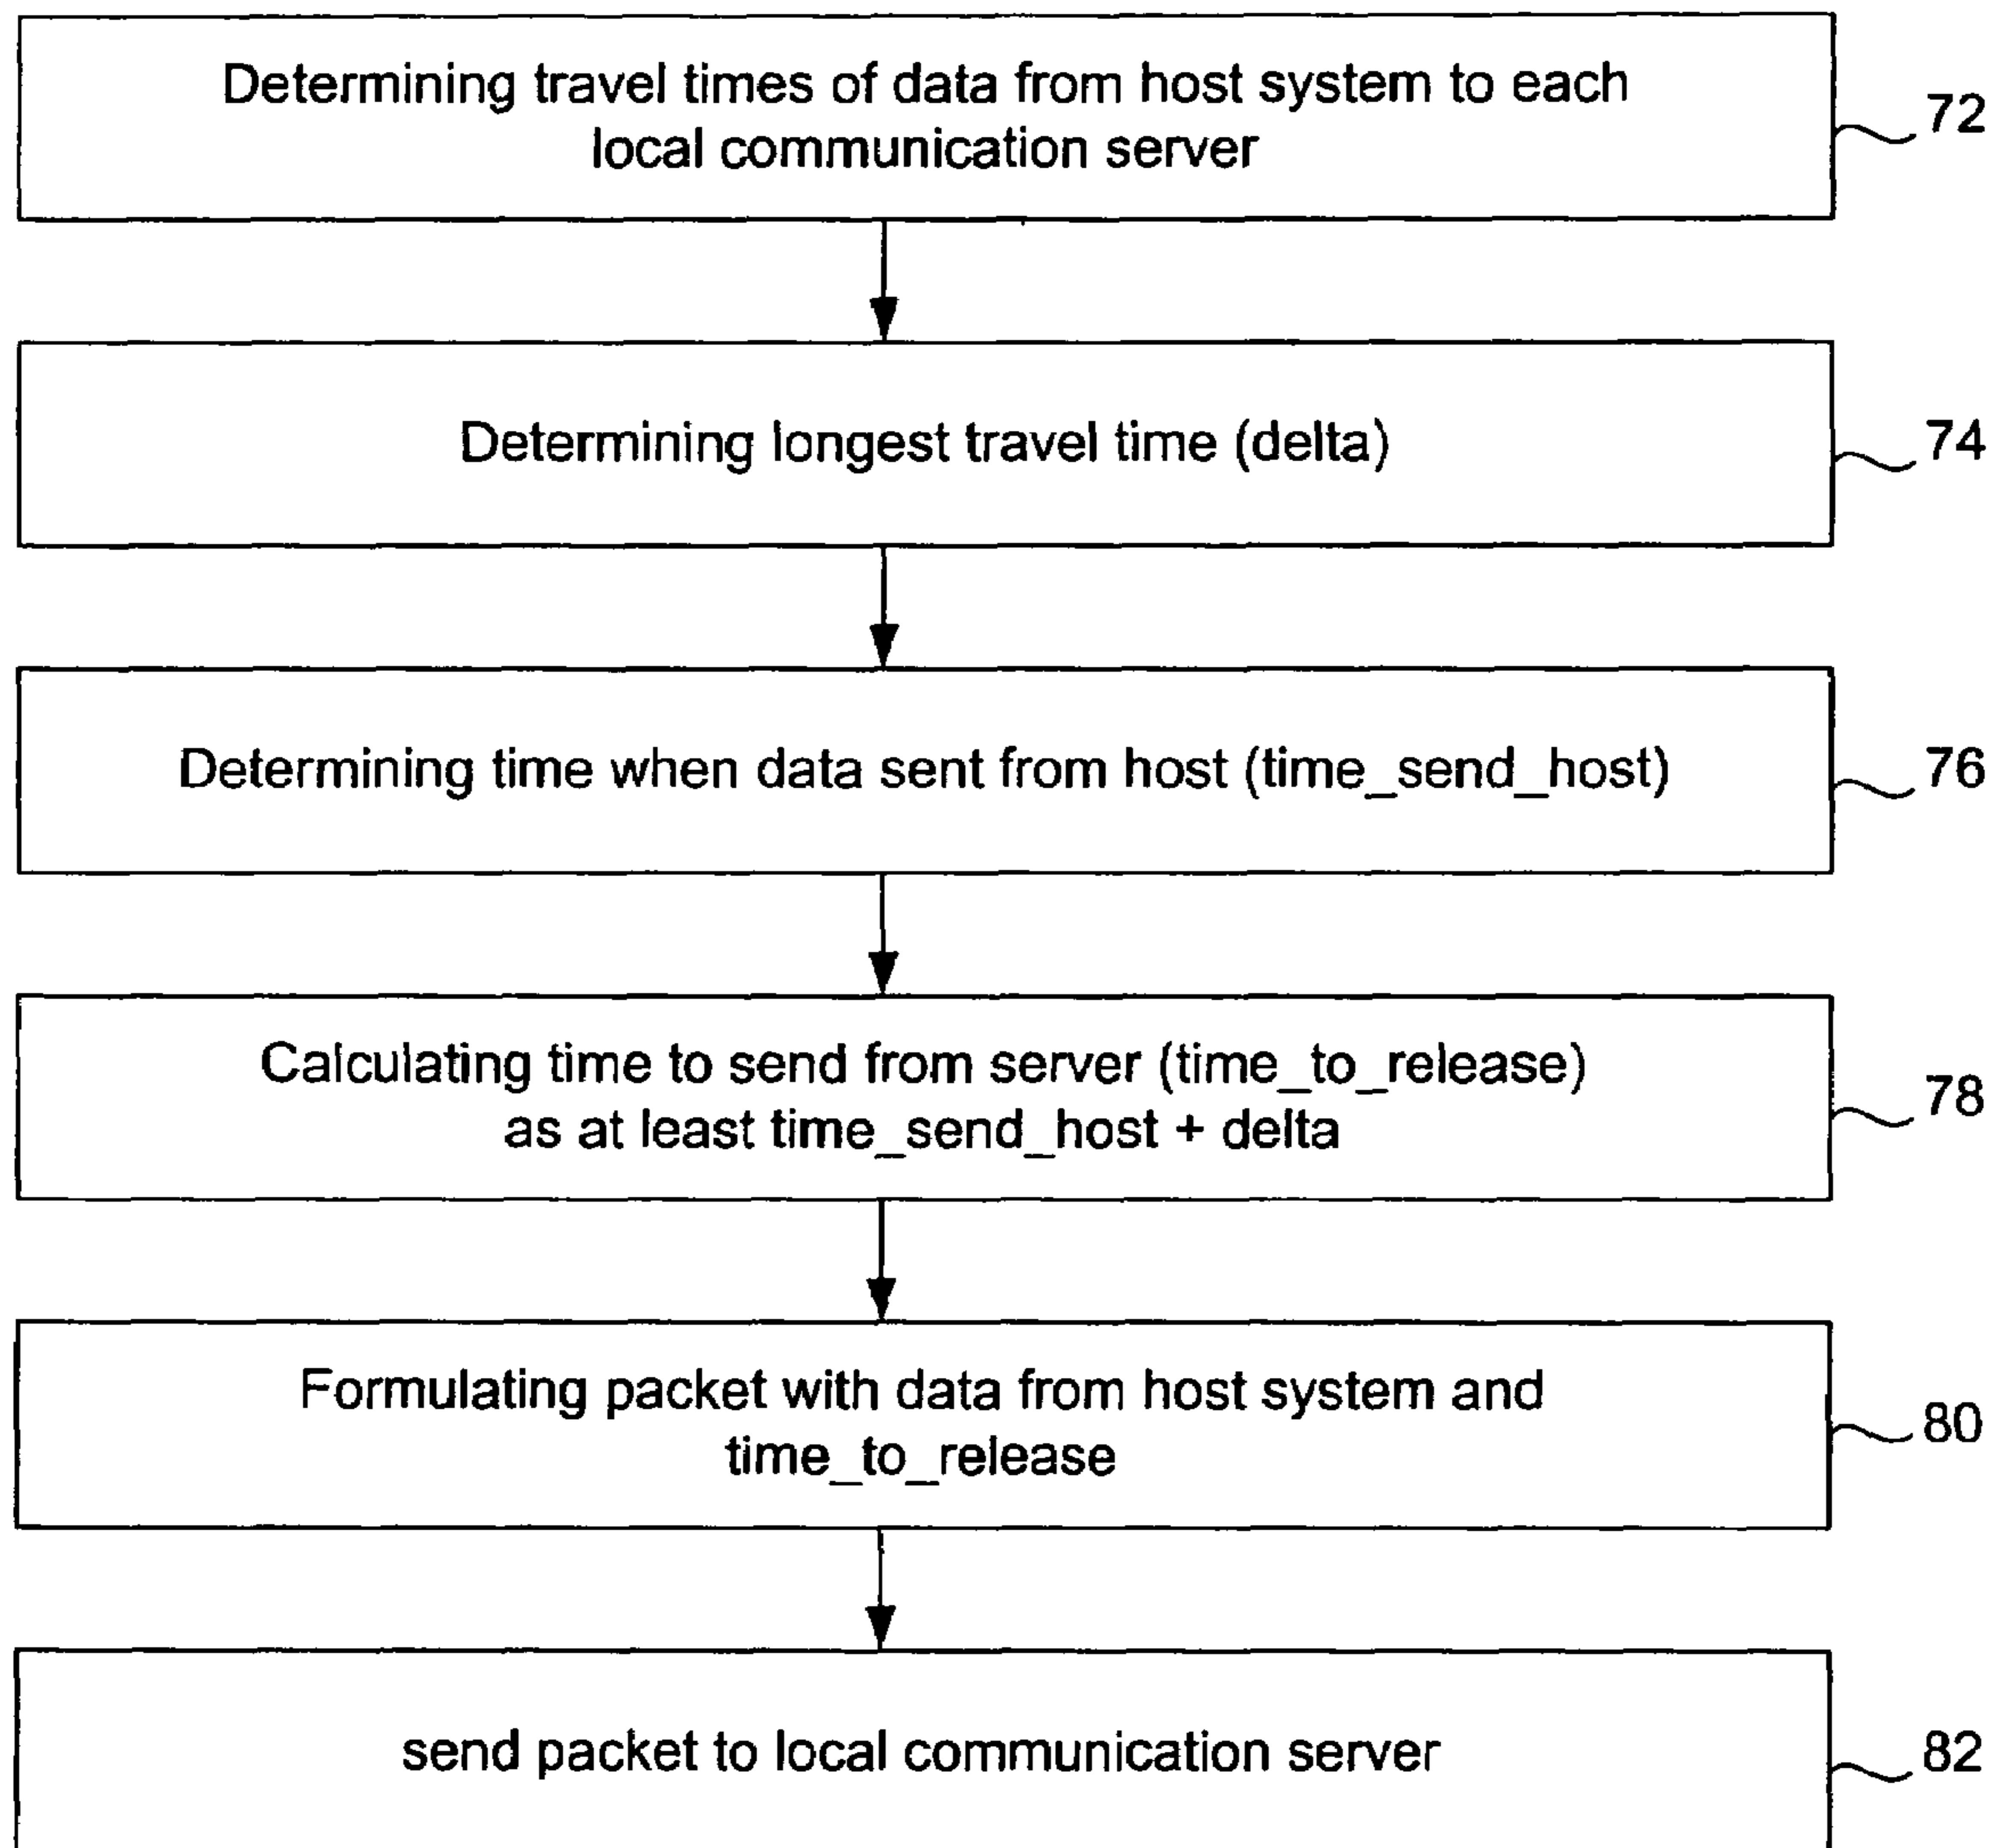 Determining travel times of data from host system to each
local communication server
72
Determining longest travel time (delta)
74
Determining time when data sent from host (time_send_host)
76
Calculating time to send from server (time_to_release)
as at least time_send_host + delta
78
Formulating packet with data from host system and
time_to_release
80
send packet to local communication server
82